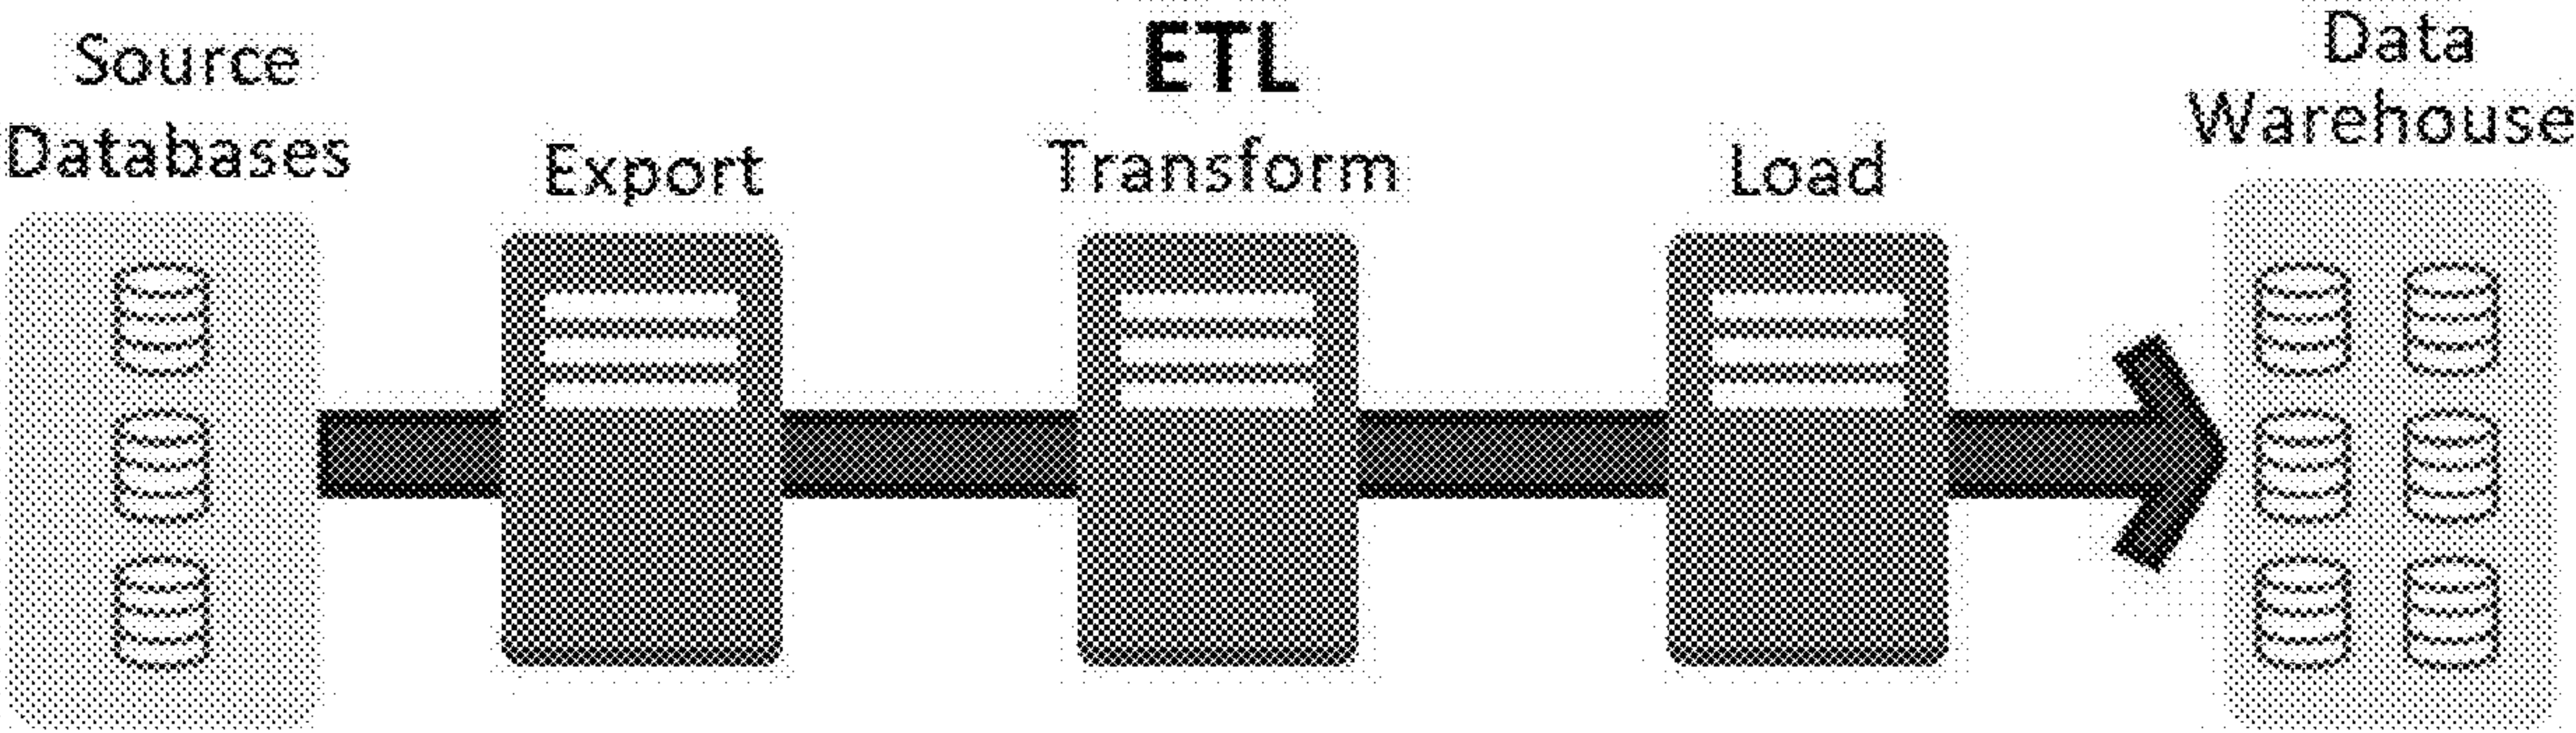 Source
Databases
Export
ETL
Transform
Load
Data
Warehouse